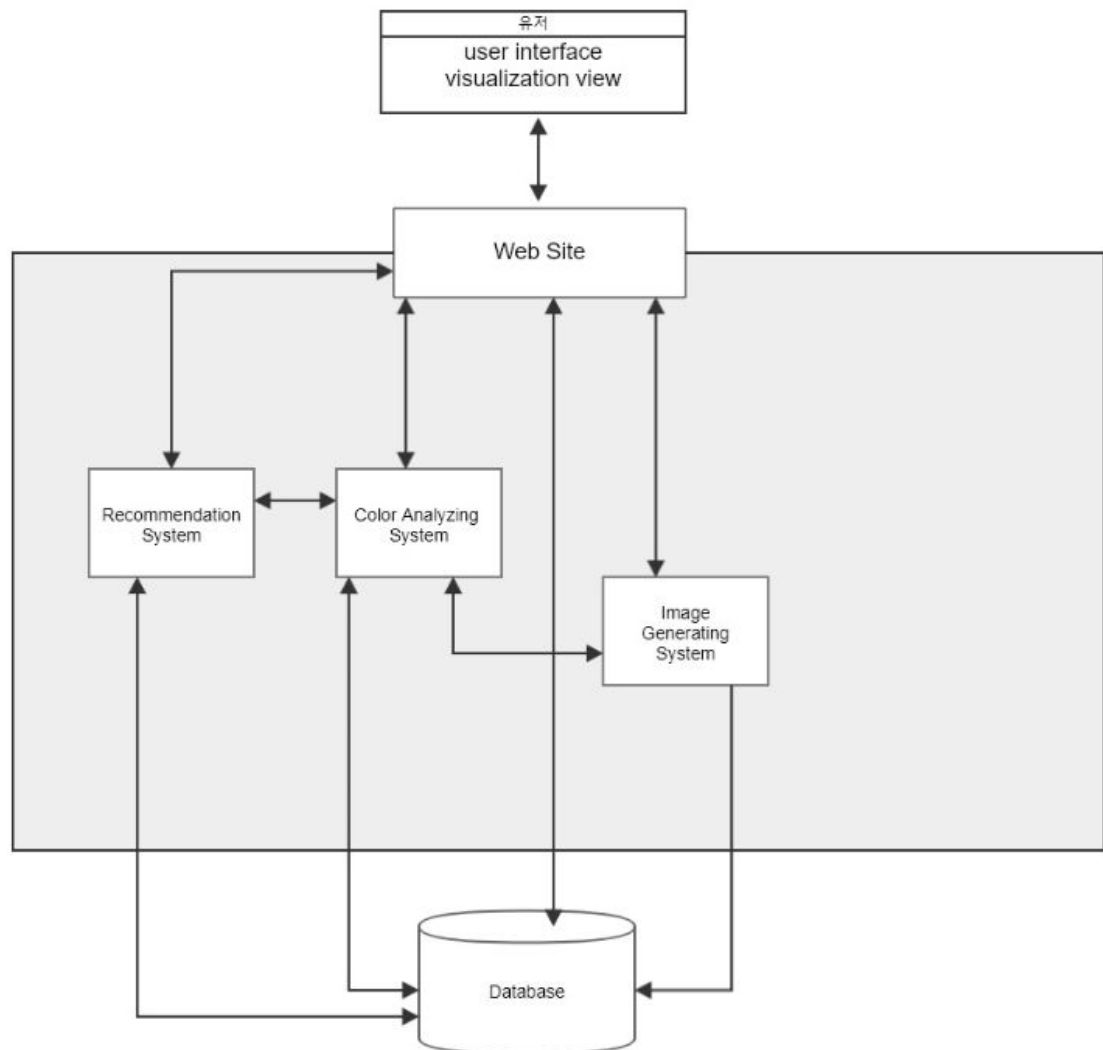 유저
user interface
visualization view
Web Site
Recommendation
System
Color Analyzing
System
Image
Generating
System
Database